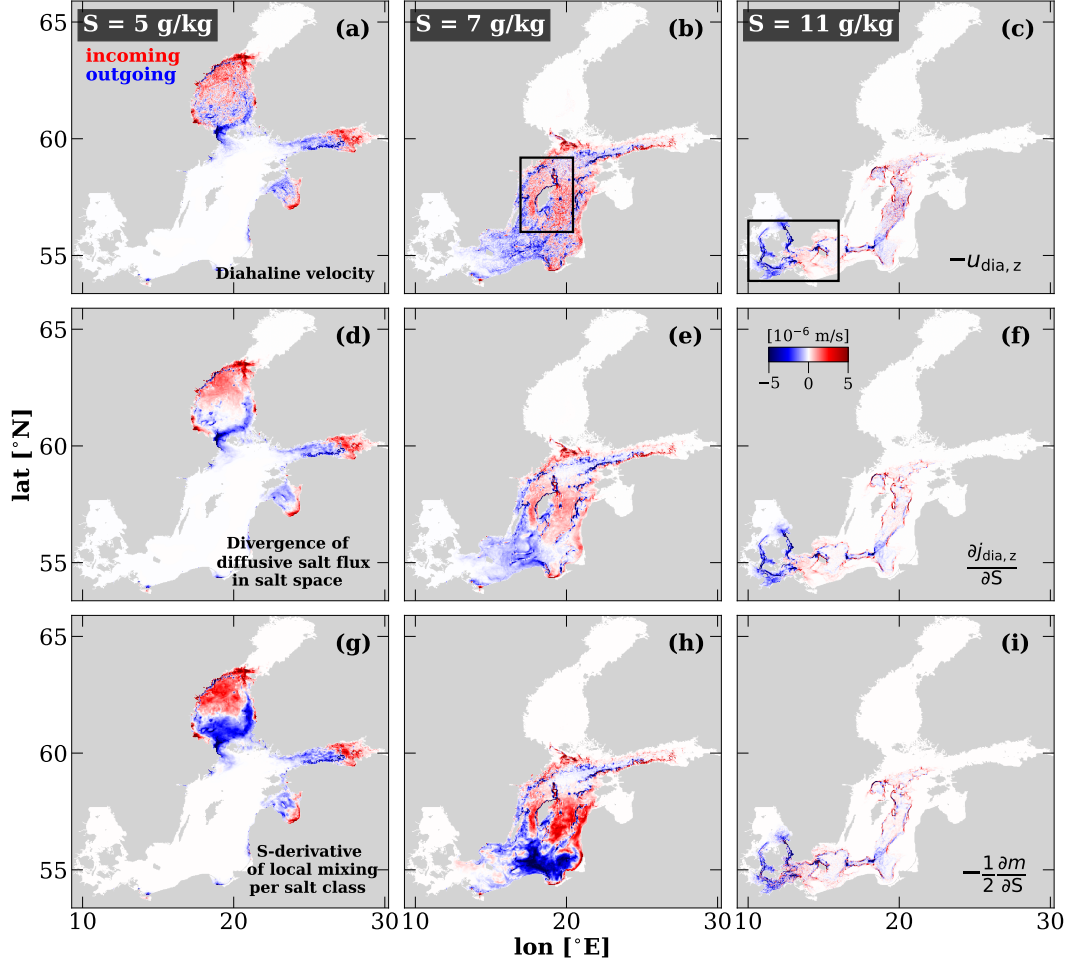 S = 5 g/kg
S = 7 g/kg
S = 11 g/kg
(a)
(b)
(c)
incoming
outgoing
65
60
55
Diahaline velocity
−u_dia, z
(d)
(e)
(f)
[10⁻⁶ m/s]
−5 0 5
65
60
55
lat [°N]
Divergence of
diffusive salt flux
in salt space
∂j_dia, z / ∂S
(g)
(h)
(i)
65
60
55
S-derivative
of local mixing
per salt class
−1/2 ∂m/∂S
10 20 30
10 20 30
10 20 30
lon [°E]